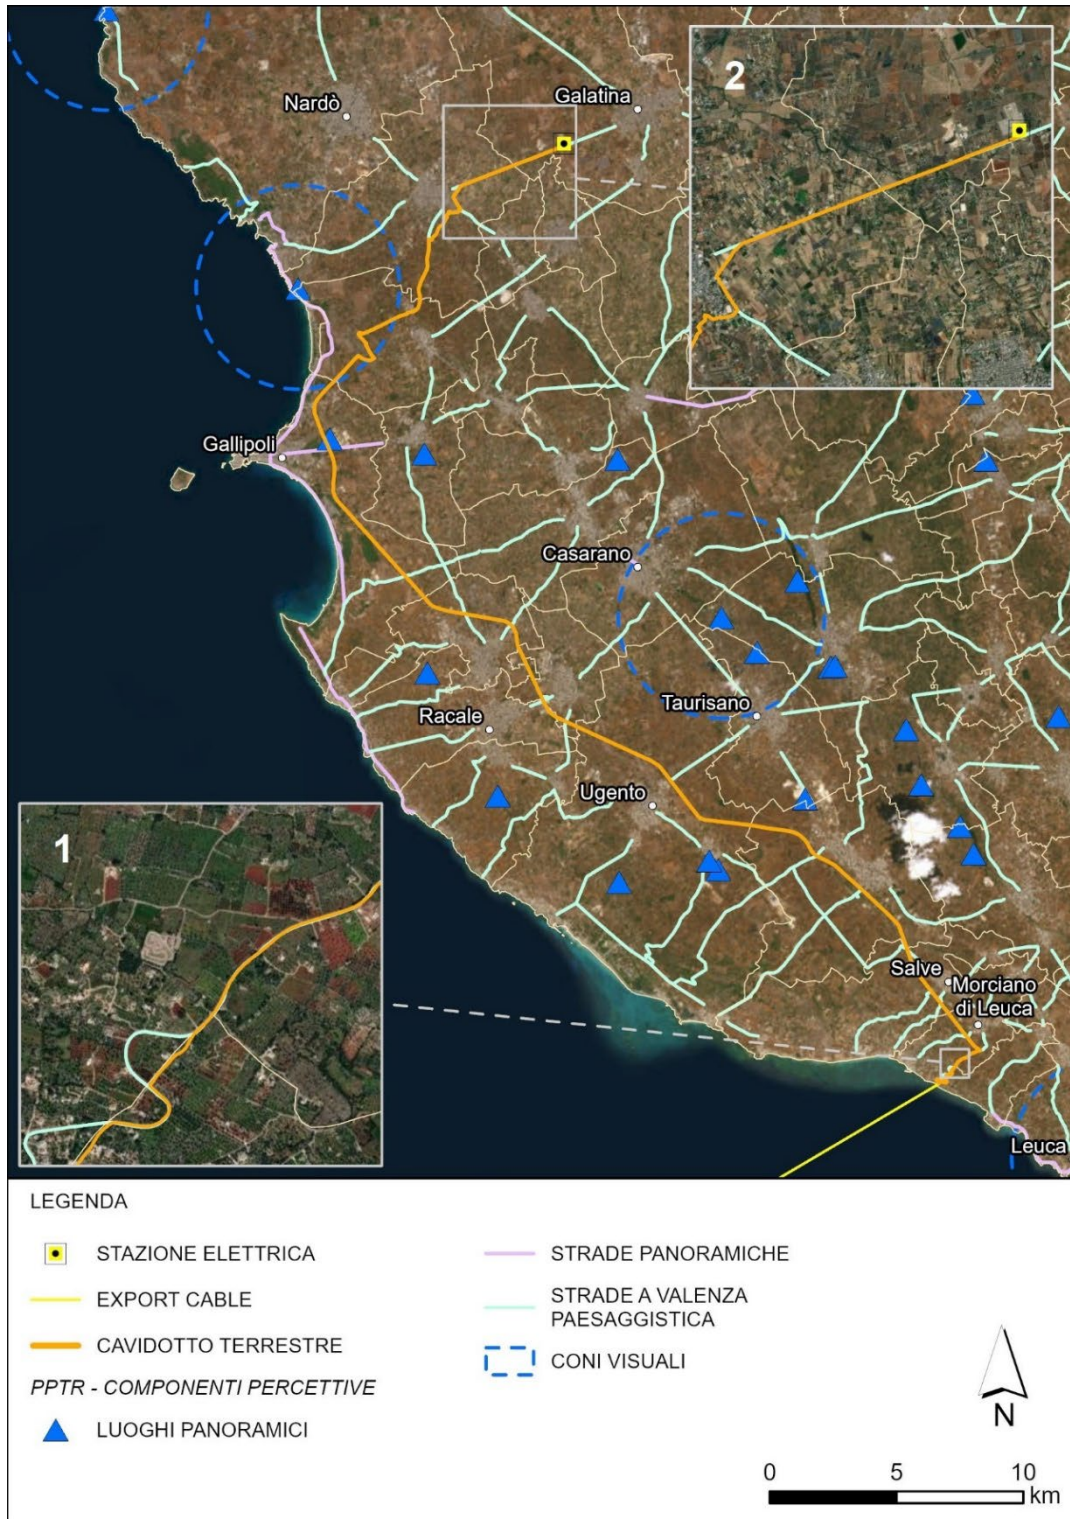 2
Nardò
Galatina
Gallipoli
Casarano
Taurisano
Racale
Ugento
1
Salve
Morciano
di Leuca
Leuca
LEGENDA
STAZIONE ELETTRICA
EXPORT CABLE
CAVIDOTTO TERRESTRE
PPTR - COMPONENTI PERCETTIVE
LUOGHI PANORAMICI
STRADE PANORAMICHE
STRADE A VALENZA
PAESAGGISTICA
CONI VISUALI
N
0 5 10
km